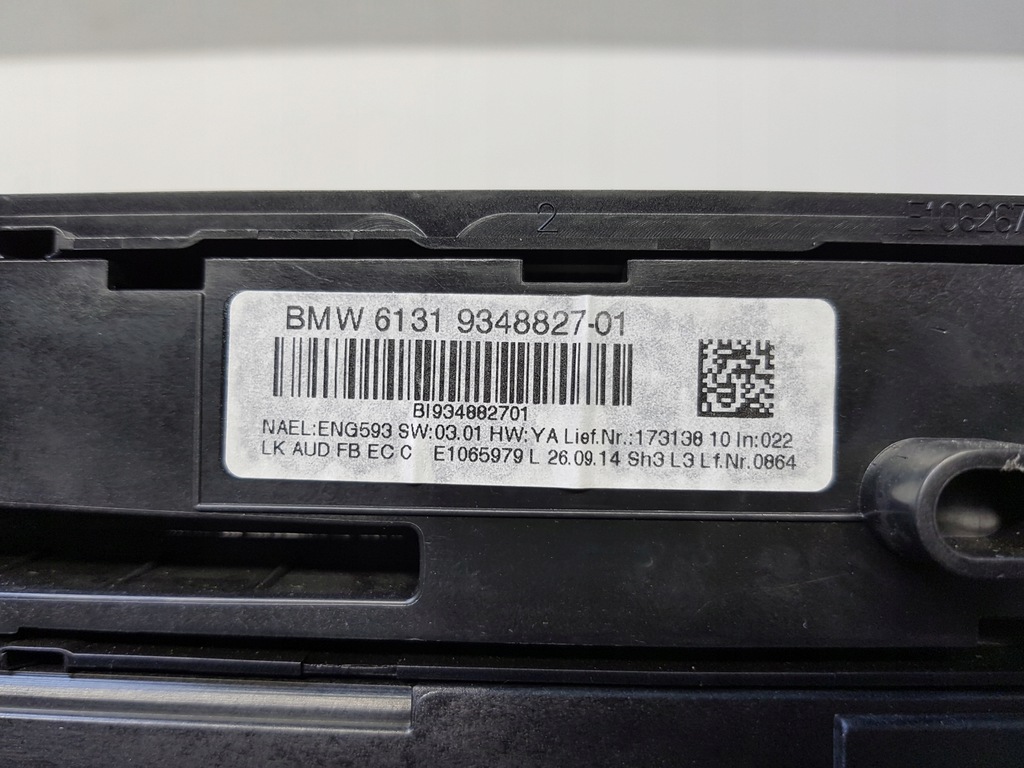 2
E106267
BMW 6131 9348827-01
BI934882701
NAEL:ENG593 SW:03.01 HW:YA Lief.Nr.:173138 10 In:022
LK AUD FB EC C E1065979 L 26.09.14 Sh3 L3 Lf.Nr.0864